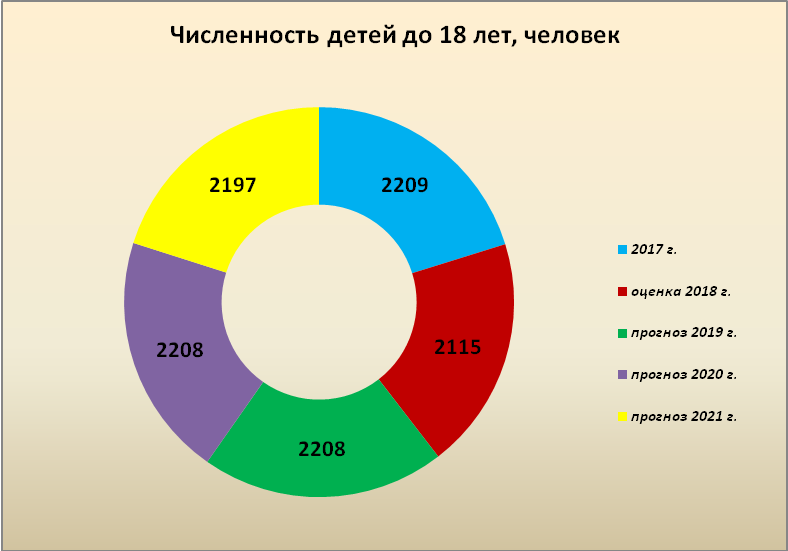 Численность детей до 18 лет, человек
2197
2209
2208
2115
2208
2017 г.
оценка 2018 г.
прогноз 2019 г.
прогноз 2020 г.
прогноз 2021 г.